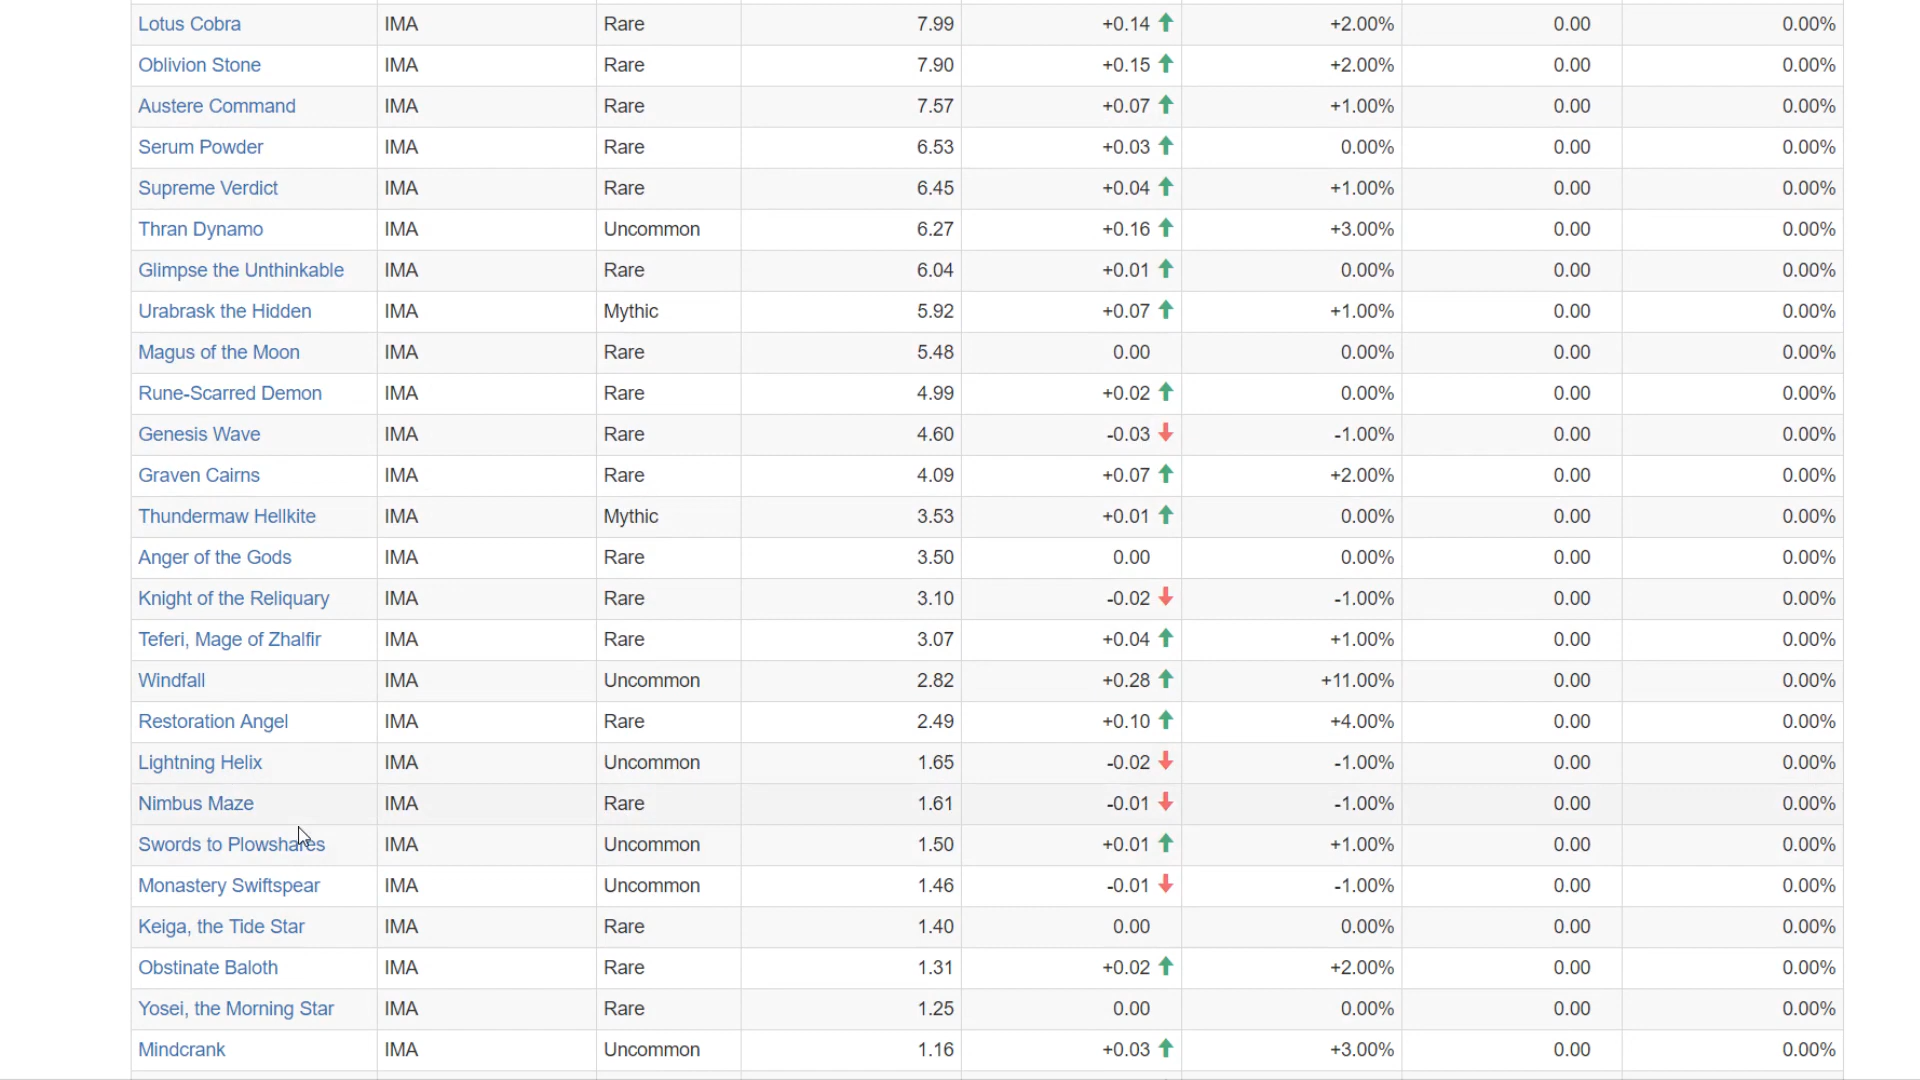 Lotus Cobra IMA Rare 7.99 +0.14 +2.00% 0.00 0.00%
Oblivion Stone IMA Rare 7.90 +0.15 +2.00% 0.00 0.00%
Austere Command IMA Rare 7.57 +0.07 +1.00% 0.00 0.00%
Serum Powder IMA Rare 6.53 +0.03 0.00% 0.00 0.00%
Supreme Verdict IMA Rare 6.45 +0.04 +1.00% 0.00 0.00%
Thran Dynamo IMA Uncommon 6.27 +0.16 +3.00% 0.00 0.00%
Glimpse the Unthinkable IMA Rare 6.04 +0.01 0.00% 0.00 0.00%
Urabrask the Hidden IMA Mythic 5.92 +0.07 +1.00% 0.00 0.00%
Magus of the Moon IMA Rare 5.48 0.00 0.00% 0.00 0.00%
Rune-Scarred Demon IMA Rare 4.99 +0.02 0.00% 0.00 0.00%
Genesis Wave IMA Rare 4.60 -0.03 -1.00% 0.00 0.00%
Graven Cairns IMA Rare 4.09 +0.07 +2.00% 0.00 0.00%
Thundermaw Hellkite IMA Mythic 3.53 +0.01 0.00% 0.00 0.00%
Anger of the Gods IMA Rare 3.50 0.00 0.00% 0.00 0.00%
Knight of the Reliquary IMA Rare 3.10 -0.02 -1.00% 0.00 0.00%
Teferi, Mage of Zhalfir IMA Rare 3.07 +0.04 +1.00% 0.00 0.00%
Windfall IMA Uncommon 2.82 +0.28 +11.00% 0.00 0.00%
Restoration Angel IMA Rare 2.49 +0.10 +4.00% 0.00 0.00%
Lightning Helix IMA Uncommon 1.65 -0.02 -1.00% 0.00 0.00%
Nimbus Maze IMA Rare 1.61 -0.01 -1.00% 0.00 0.00%
Swords to Plowshares IMA Uncommon 1.50 +0.01 +1.00% 0.00 0.00%
Monastery Swiftspear IMA Uncommon 1.46 -0.01 -1.00% 0.00 0.00%
Keiga, the Tide Star IMA Rare 1.40 0.00 0.00% 0.00 0.00%
Obstinate Baloth IMA Rare 1.31 +0.02 +2.00% 0.00 0.00%
Yosei, the Morning Star IMA Rare 1.25 0.00 0.00% 0.00 0.00%
Mindcrank IMA Uncommon 1.16 +0.03 +3.00% 0.00 0.00%